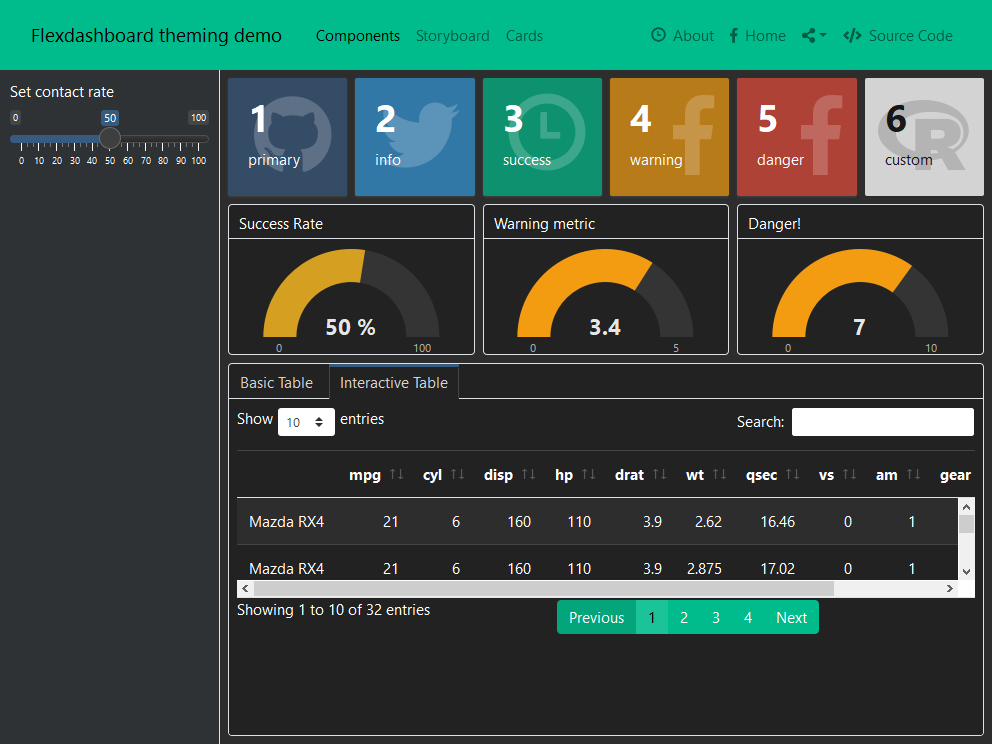 Flexdashboard theming demo Components Storyboard Cards About Home Source Code
Set contact rate
0 50 100
0 10 20 30 40 50 60 70 80 90 100
1 2 3 4 5 6
primary info success warning danger custom
Success Rate Warning metric Danger!
50 % 3.4 7
0 100 0 5 0 10
Basic Table Interactive Table
Show 10 entries Search:
mpg cyl disp hp drat wt qsec vs am gear
Mazda RX4 21 6 160 110 3.9 2.62 16.46 0 1
Mazda RX4 21 6 160 110 3.9 2.875 17.02 0 1
Showing 1 to 10 of 32 entries Previous 1 2 3 4 Next